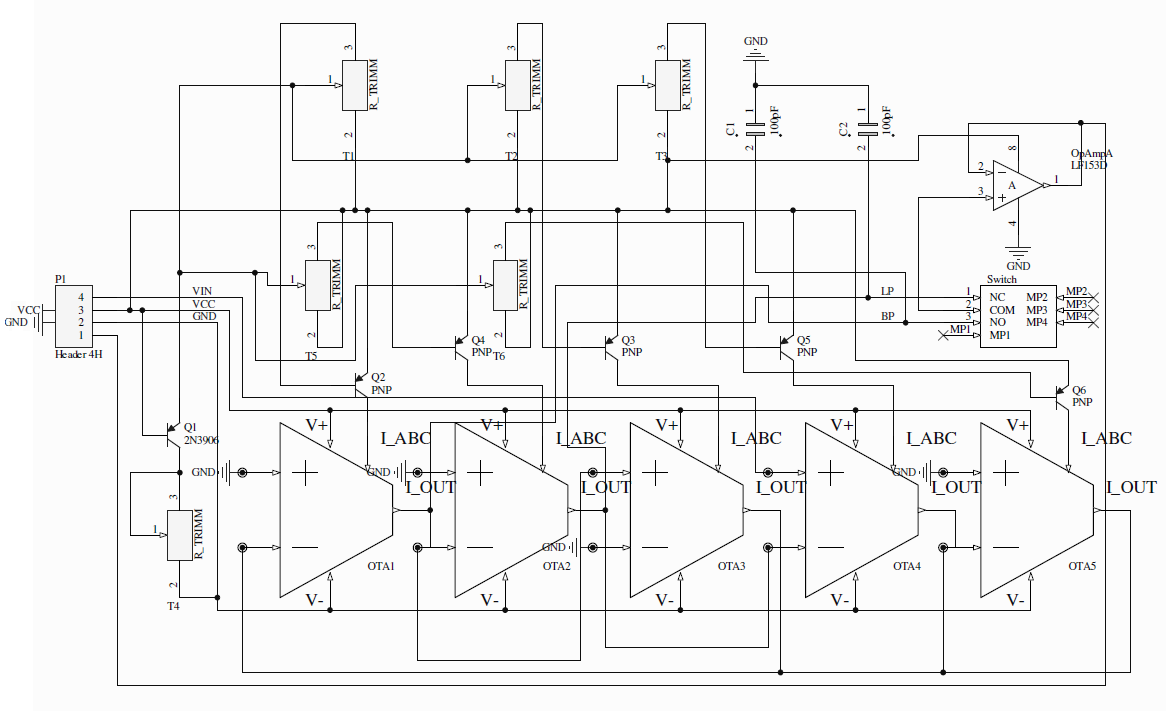 GND
3
3
3
1
R_TRIMM
1
R_TRIMM
1
R_TRIMM
2
2
2
T1
T2
T3
1
C1
100pF
2
1
C2
100pF
2
OpAmpA
LF153D
8
2
A
1
3
4
GND
3
3
1
R_TRIMM
1
R_TRIMM
2
2
T5
T6
P1
VCC
GND
4
3
2
1
Header 4H
VIN
VCC
GND
Switch
LP
1
NC
MP2
MP2
2
COM
MP3
MP3
BP
3
NO
MP4
MP4
MP1
MP1
Q4
PNP
Q3
PNP
Q5
PNP
Q2
PNP
Q6
PNP
Q1
2N3906
V+
V+
V+
V+
V+
I_ABC
I_ABC
I_ABC
I_ABC
I_ABC
GND
GND
GND
I_OUT
I_OUT
I_OUT
I_OUT
I_OUT
3
1
R_TRIMM
2
T4
GND
OTA1
OTA2
OTA3
OTA4
OTA5
V-
V-
V-
V-
V-